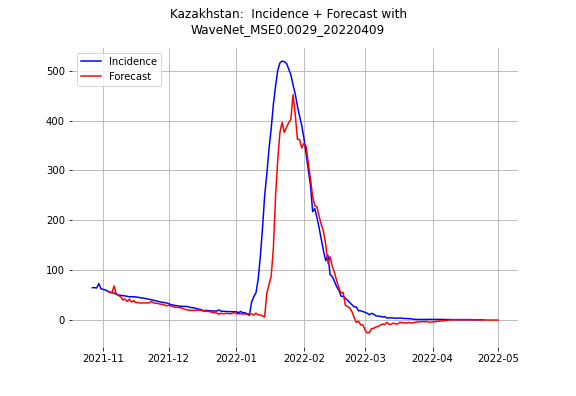 Kazakhstan:  Incidence + Forecast with
WaveNet_MSE0.0029_20220409
Incidence
Forecast
500
400
300
200
100
0
2021-11 2021-12 2022-01 2022-02 2022-03 2022-04 2022-05